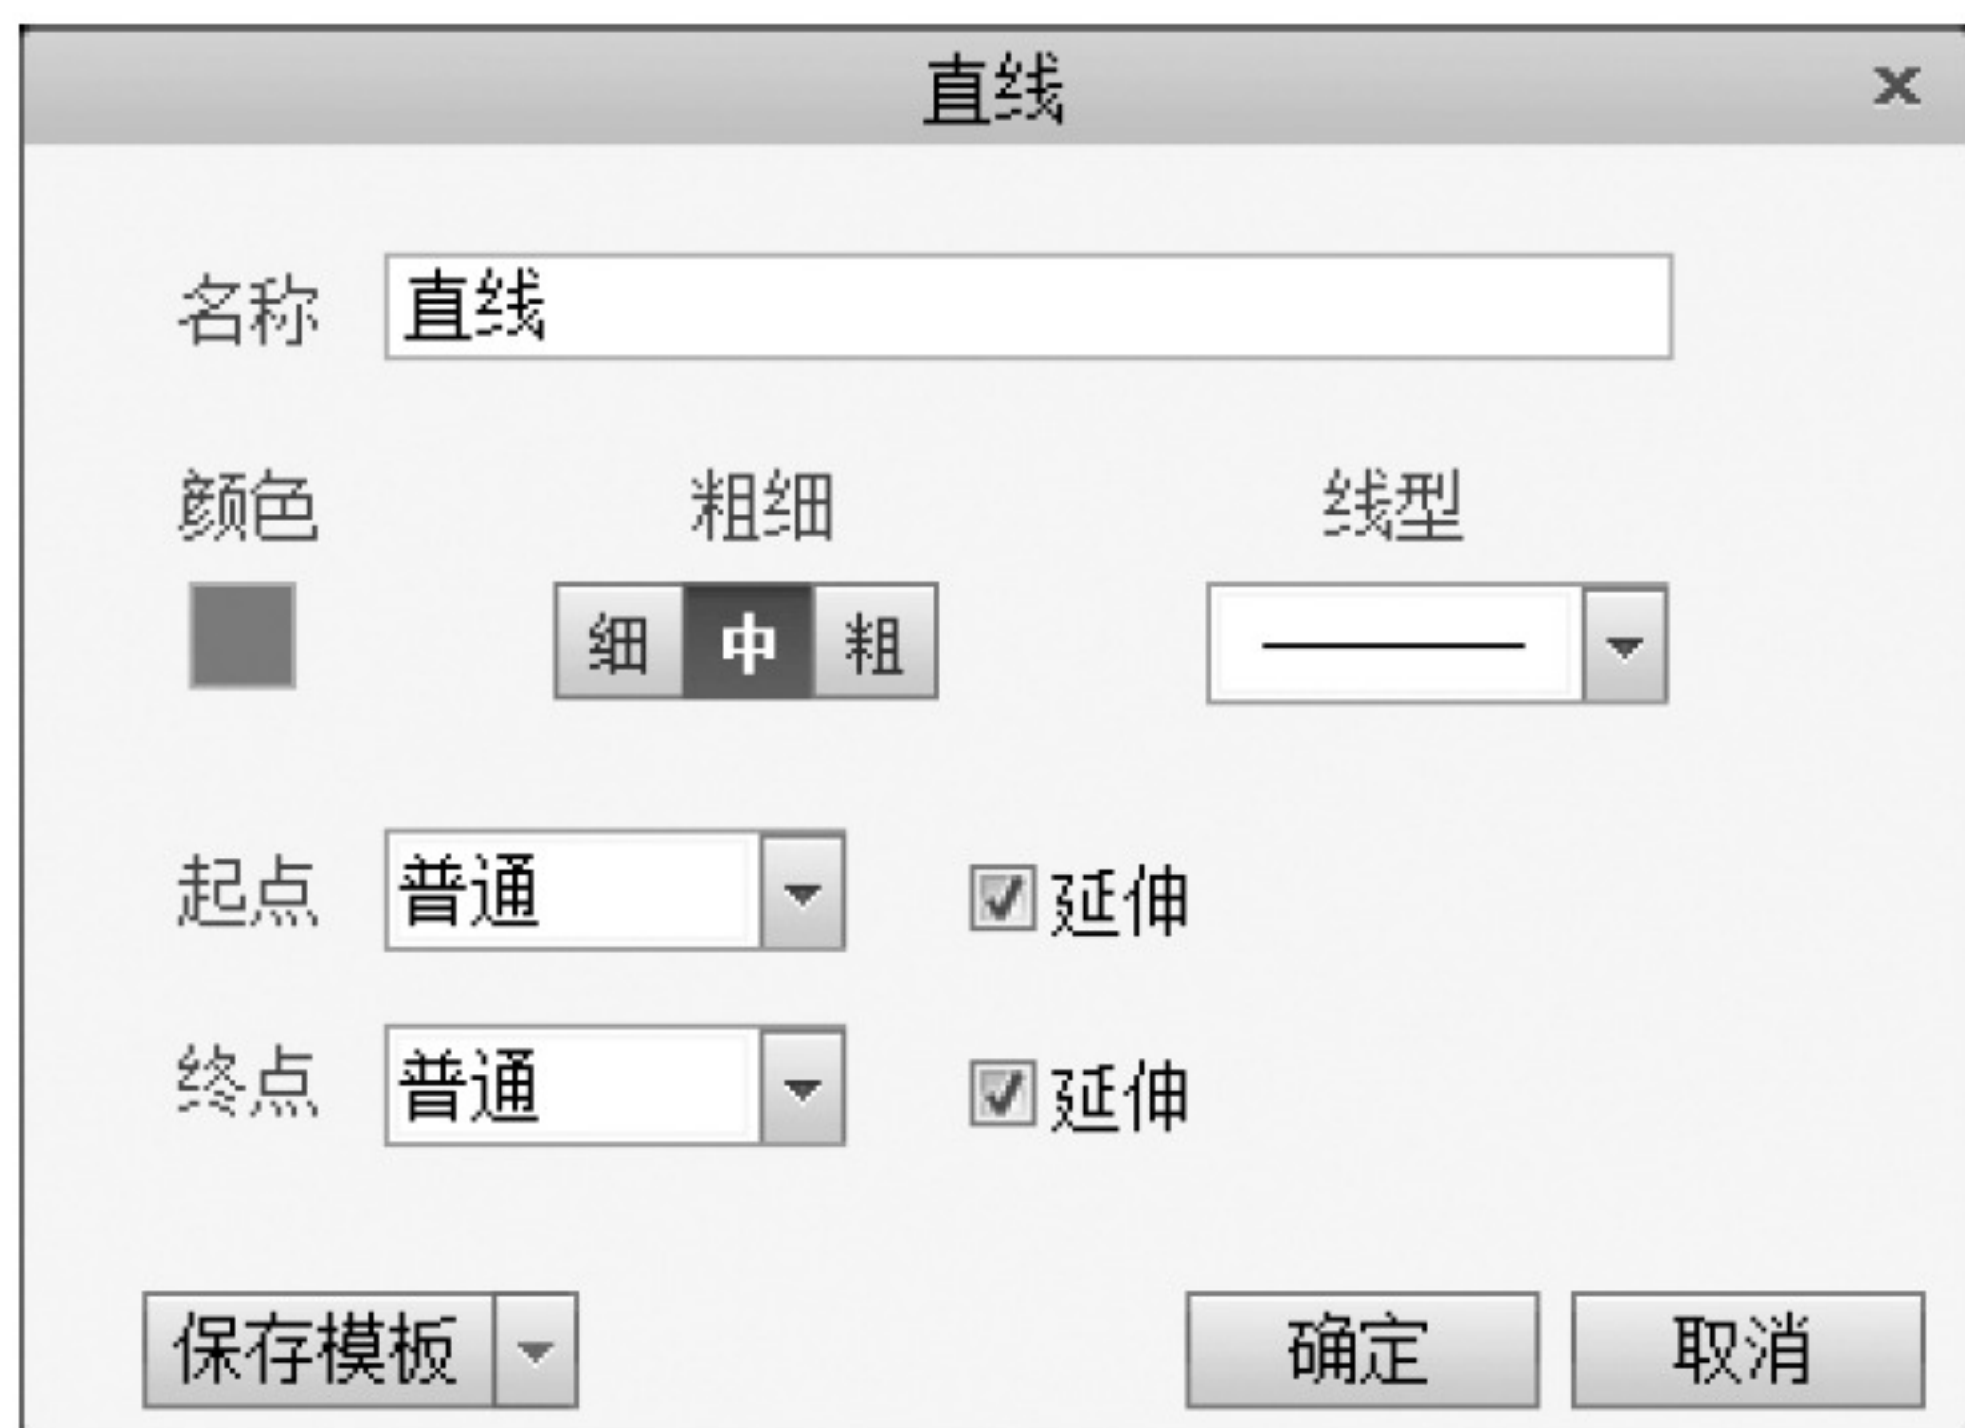 直线
名称 直线
颜色 粗细 线型
细 中 粗
起点 普通 延伸
终点 普通 延伸
保存模板 确定 取消